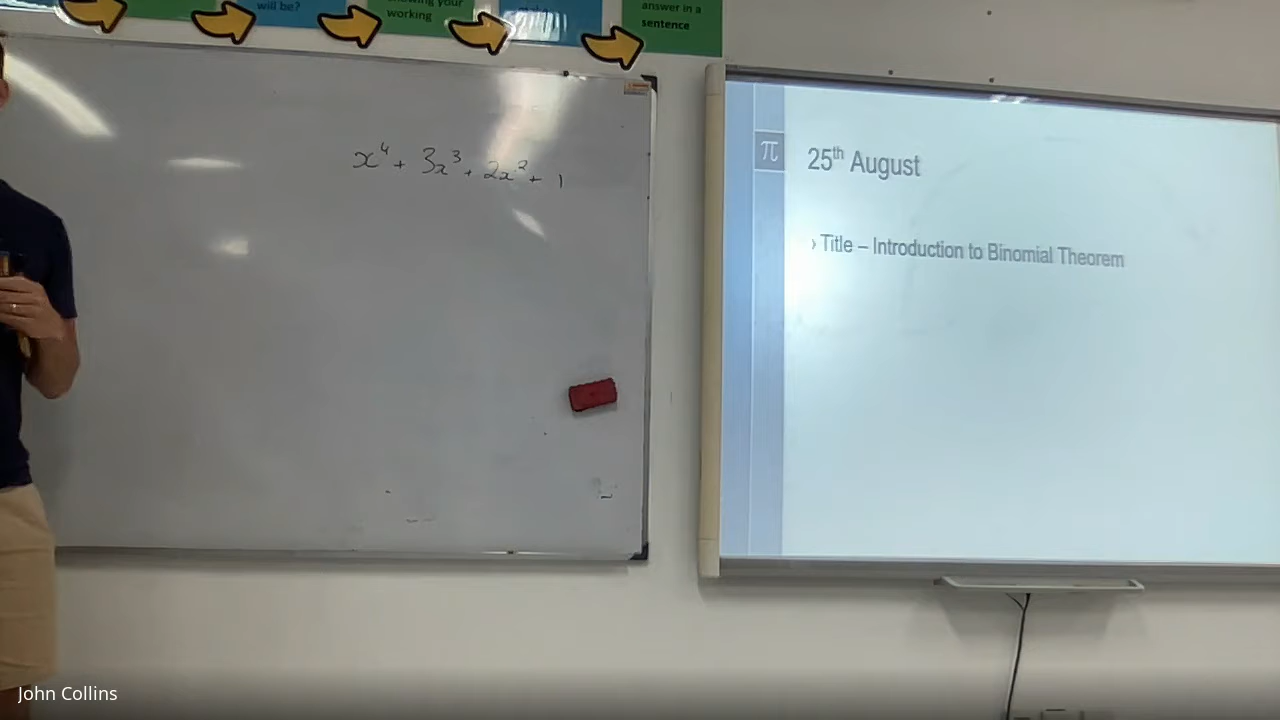 will be?
your
working
answer in a
sentence
x⁴ + 3x³ + 2x² + 1
π
25th August
› Title – Introduction to Binomial Theorem
John Collins